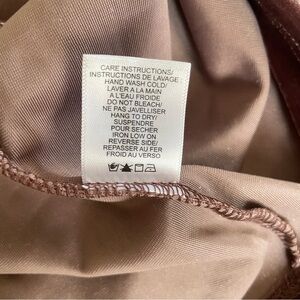 CARE INSTRUCTIONS/
INSTRUCTIONS DE LAVAGE
HAND WASH COLD/
LAVER A LA MAIN
A L'EAU FROIDE
DO NOT BLEACH/
NE PAS JAVELLISER
HANG TO DRY/
SUSPENDRE
POUR SECHER
IRON LOW ON
REVERSE SIDE/
REPASSER AU FER
FROID AU VERSO